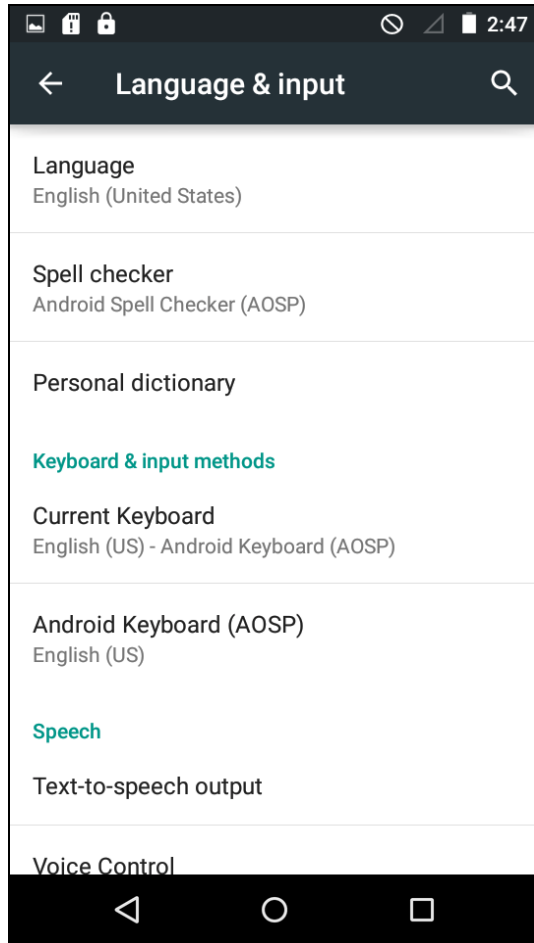 2:47
Language & input
Language
English (United States)
Spell checker
Android Spell Checker (AOSP)
Personal dictionary
Keyboard & input methods
Current Keyboard
English (US) - Android Keyboard (AOSP)
Android Keyboard (AOSP)
English (US)
Speech
Text-to-speech output
Voice Control